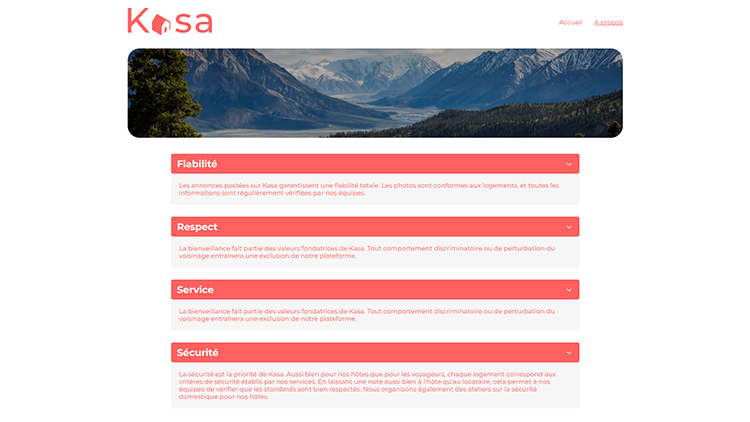 Kasa
Accueil
A propos
Fiabilité
Les annonces postées sur Kasa garantissent une fiabilité totale. Les photos sont conformes aux logements, et toutes les
informations sont régulièrement vérifiées par nos équipes.
Respect
La bienveillance fait partie des valeurs fondatrices de Kasa. Tout comportement discriminatoire ou de perturbation du
voisinage entraînera une exclusion de notre plateforme.
Service
La bienveillance fait partie des valeurs fondatrices de Kasa. Tout comportement discriminatoire ou de perturbation du
voisinage entraînera une exclusion de notre plateforme.
Sécurité
La sécurité est la priorité de Kasa. Aussi bien pour nos hôtes que pour les voyageurs, chaque logement correspond aux
critères de sécurité établis par nos services. En laissant une note aussi bien à l'hôte qu'au locataire, cela permet à nos
équipes de vérifier que les standards sont bien respectés. Nous organisons également des ateliers sur la sécurité
domestique pour nos hôtes.